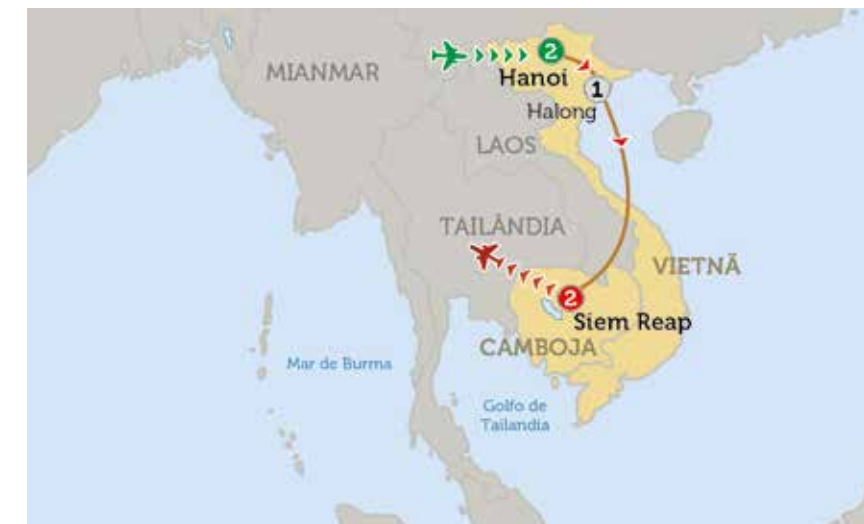 2
MIANMAR
Hanoi
1
Halong
LAOS
TAILÂNDIA
VIETNÃ
2
Siem Reap
CAMBOJA
Mar de Burma
Golfo de
Tailandia